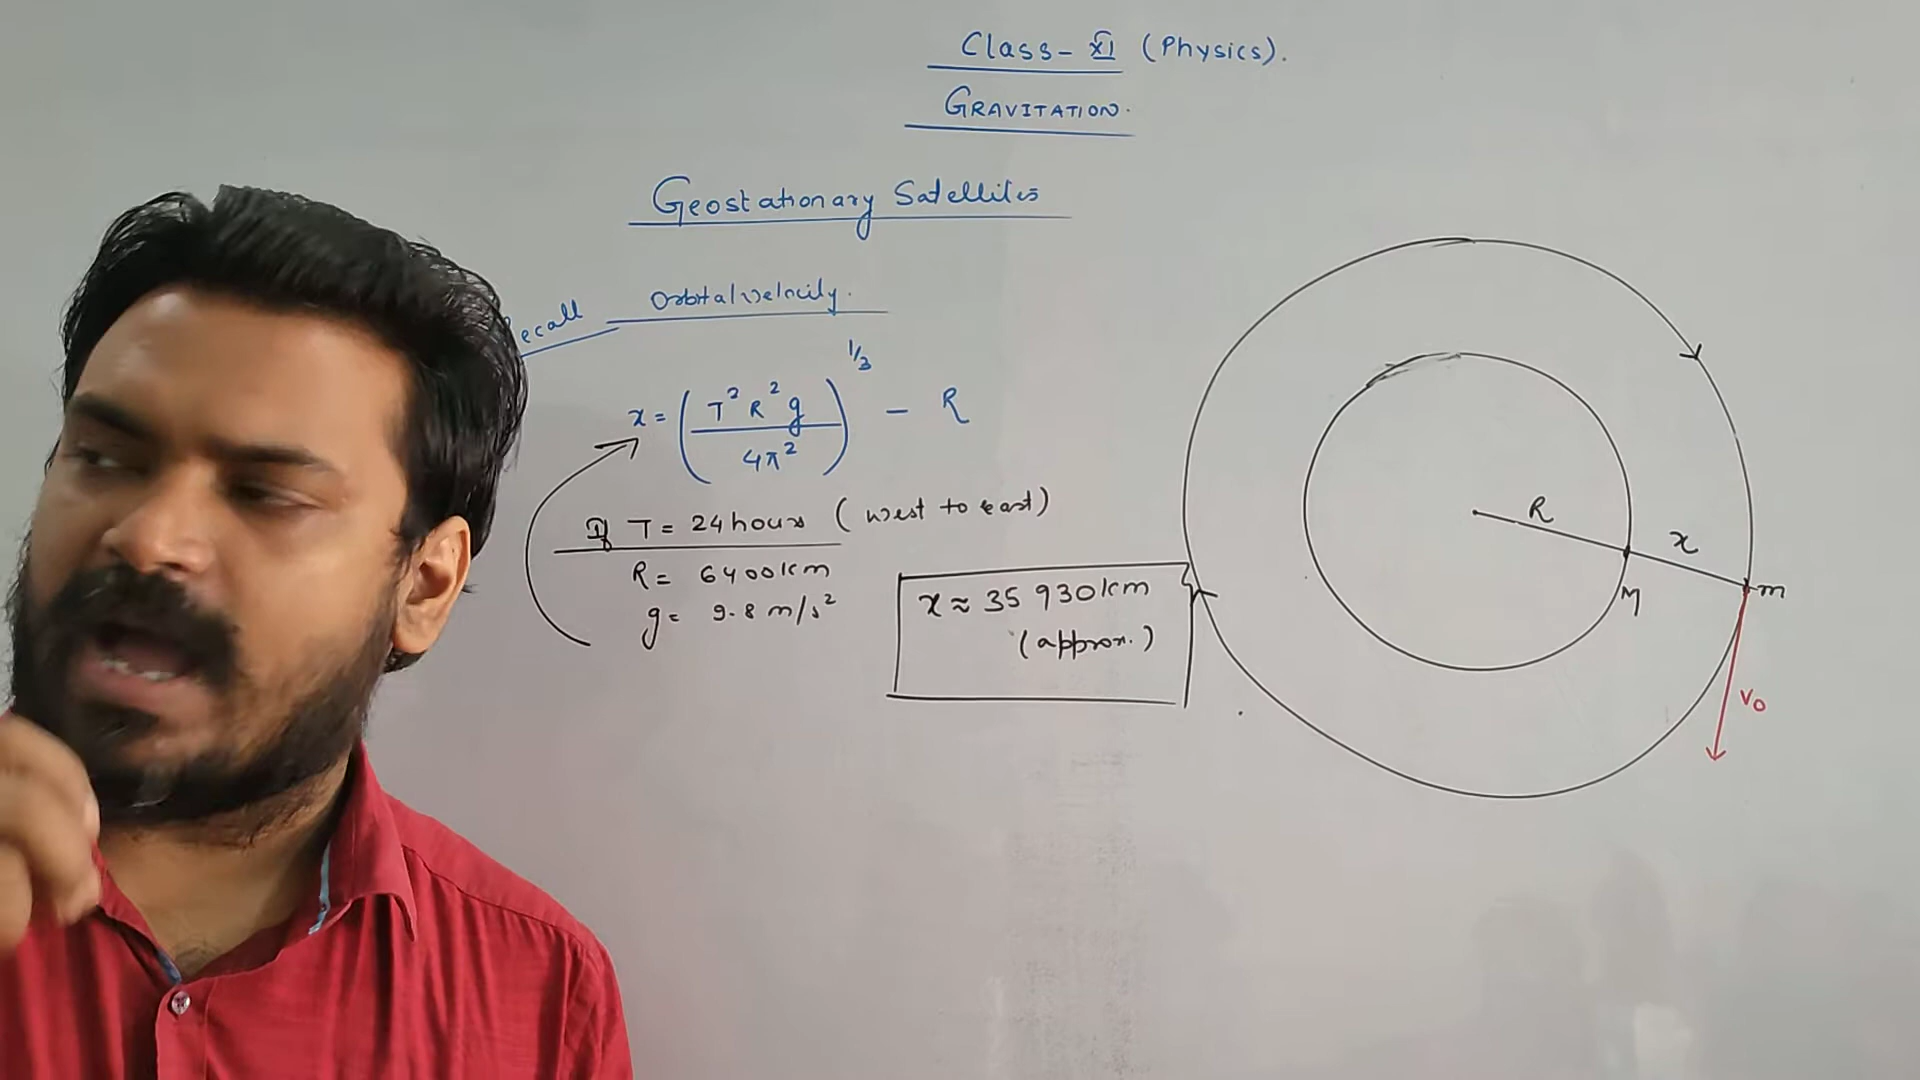 Class - XI (Physics).
GRAVITATION.
Geostationary Satellites
Recall Orbital velocity.
x = (T² R² g / 4π²)^1/3 - R
If T = 24 hours (west to east)
R = 6400 km
g = 9.8 m/s²
x ≈ 35 930 km
(approx.)
R
x
M
m
v₀